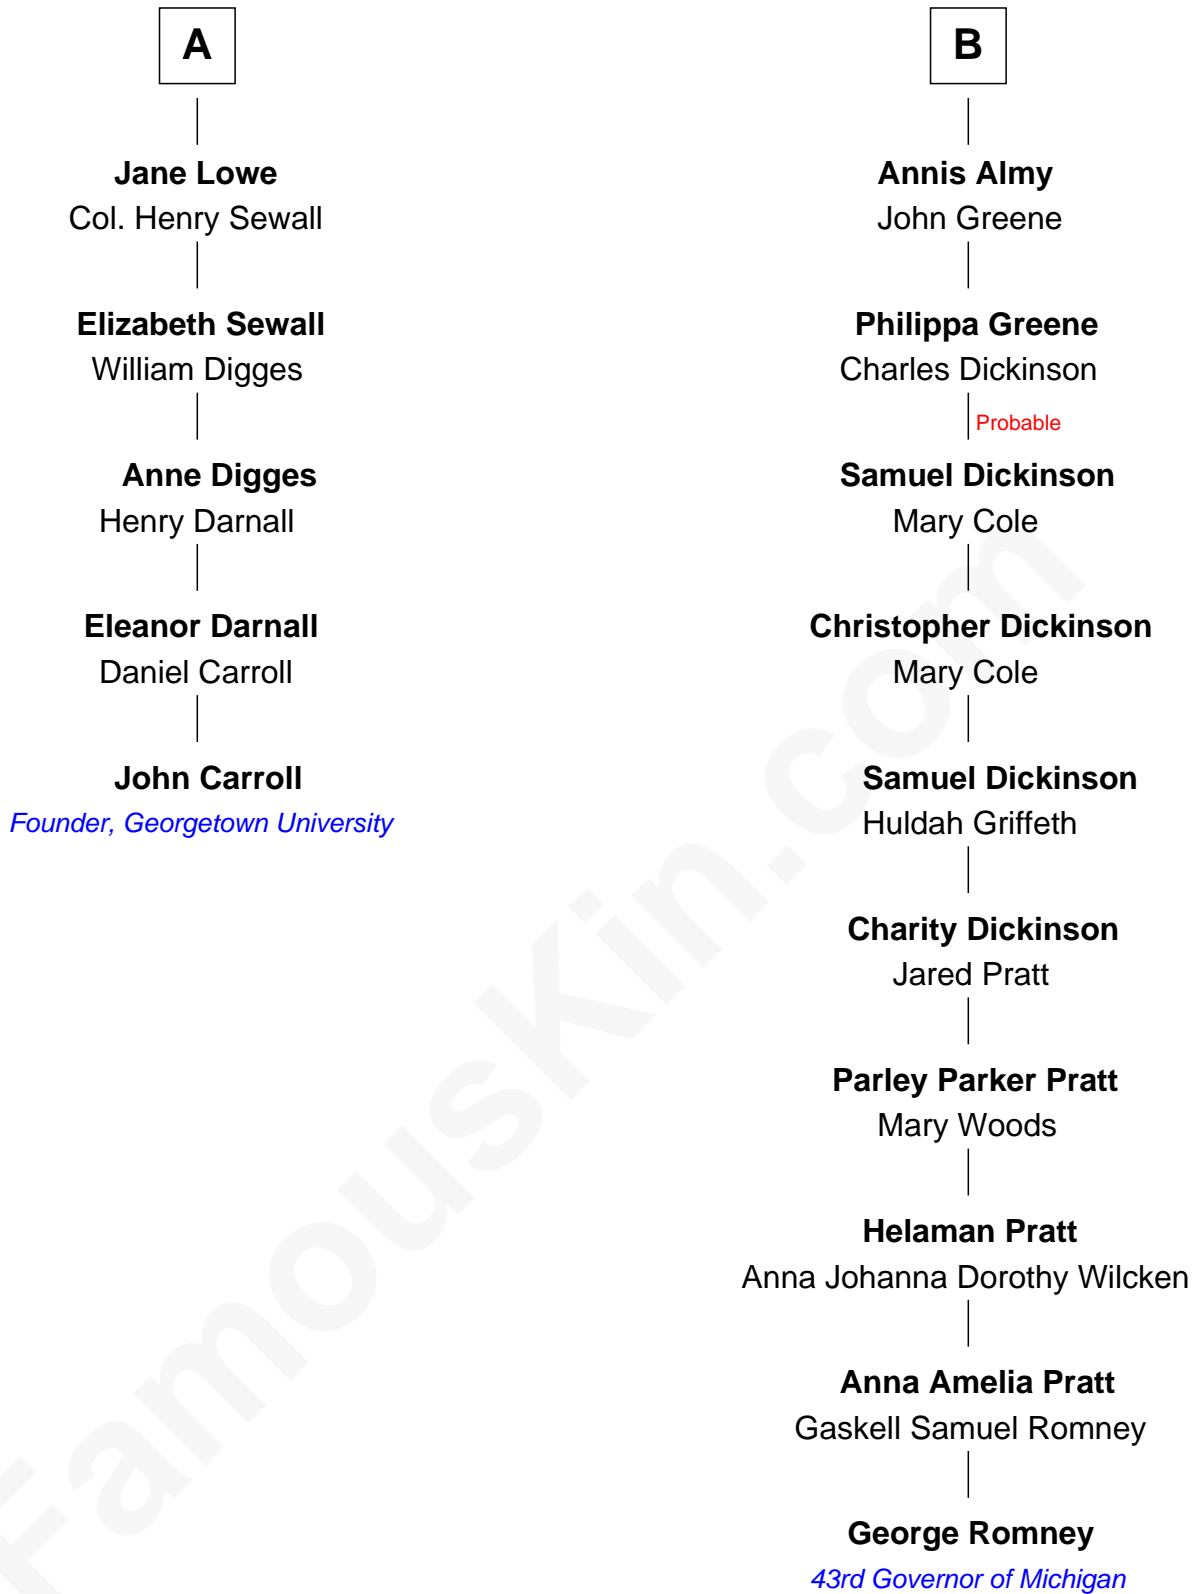 A
Jane Lowe
Col. Henry Sewall
Elizabeth Sewall
William Digges
Anne Digges
Henry Darnall
Eleanor Darnall
Daniel Carroll
John Carroll
Founder, Georgetown University
B
Annis Almy
John Greene
Philippa Greene
Charles Dickinson
Probable
Samuel Dickinson
Mary Cole
Christopher Dickinson
Mary Cole
Samuel Dickinson
Huldah Griffeth
Charity Dickinson
Jared Pratt
Parley Parker Pratt
Mary Woods
Helaman Pratt
Anna Johanna Dorothy Wilcken
Anna Amelia Pratt
Gaskell Samuel Romney
George Romney
43rd Governor of Michigan
FamousKin.com